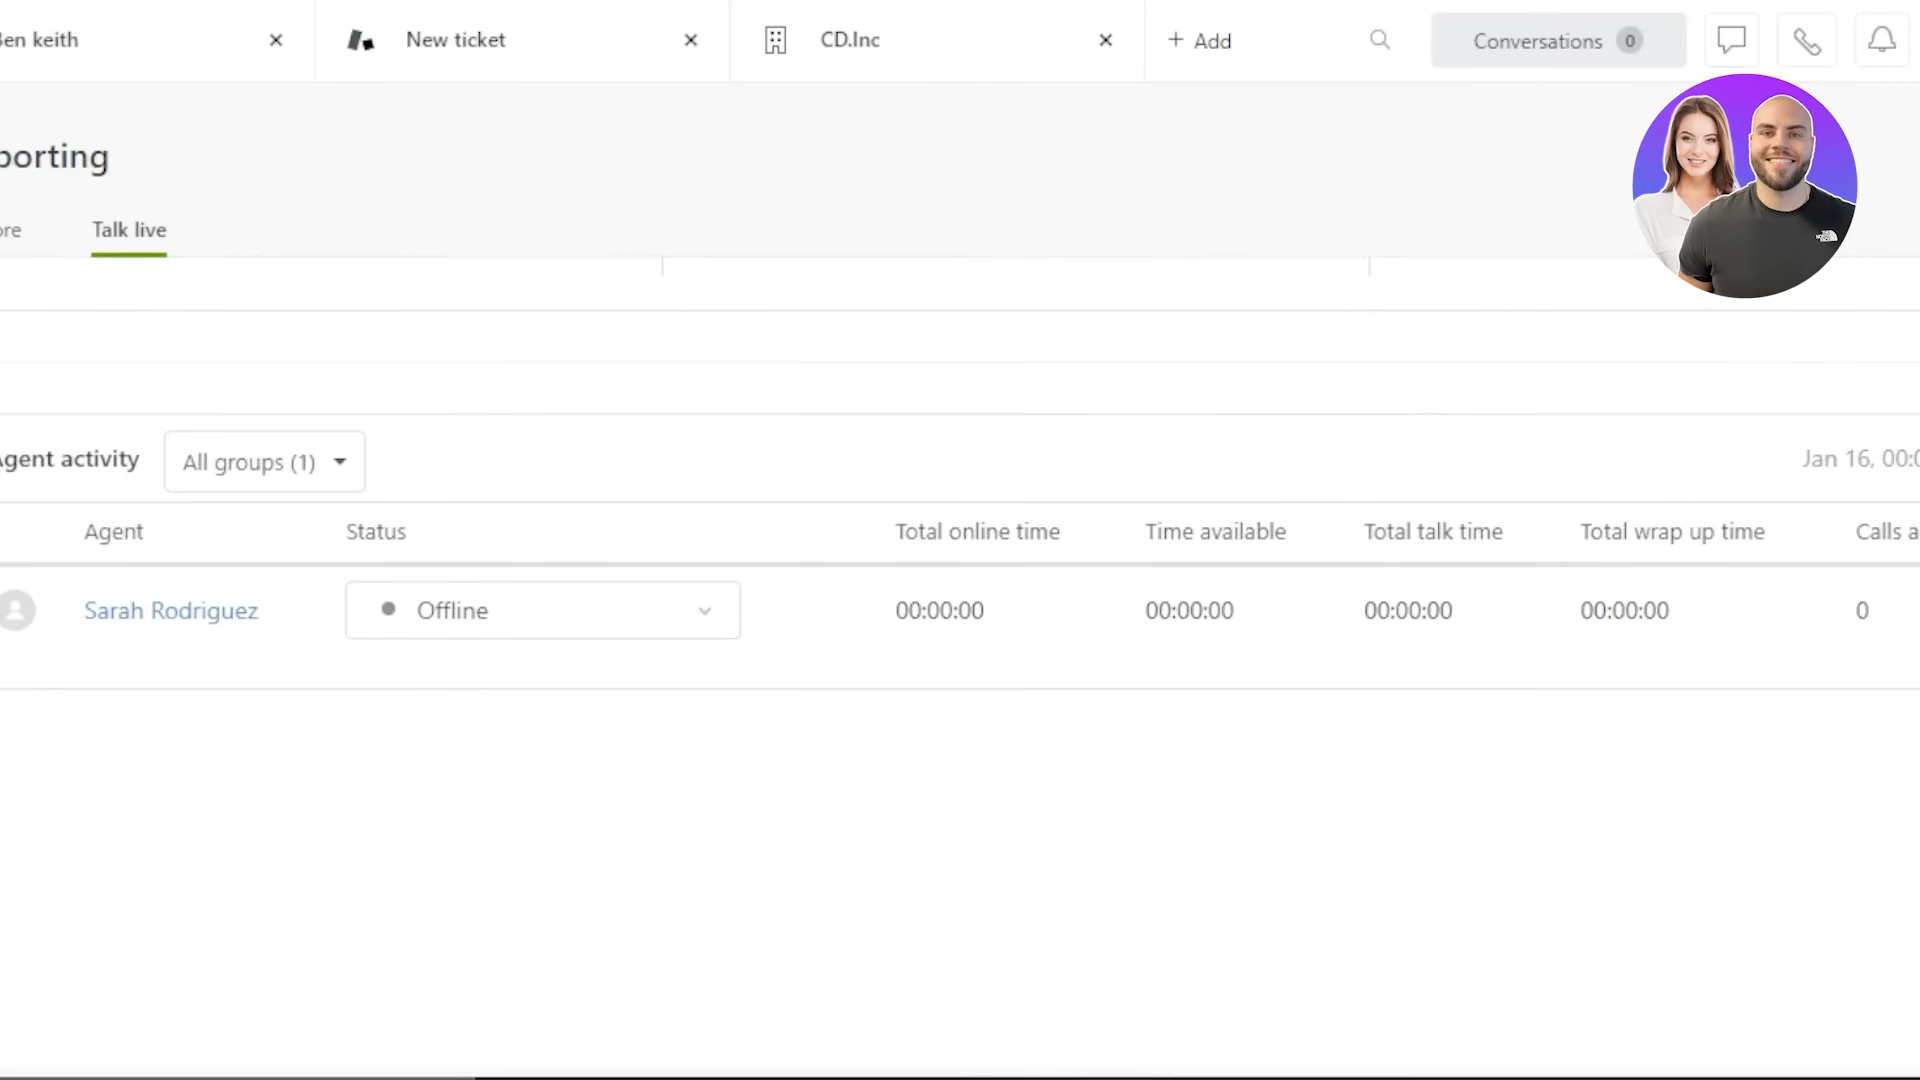 Ben keith
New ticket
CD.Inc
+ Add
Conversations 0
porting
ore
Talk live
Agent activity
All groups (1)
Jan 16, 00:0
Agent
Status
Total online time
Time available
Total talk time
Total wrap up time
Calls a
Sarah Rodriguez
Offline
00:00:00
00:00:00
00:00:00
00:00:00
0